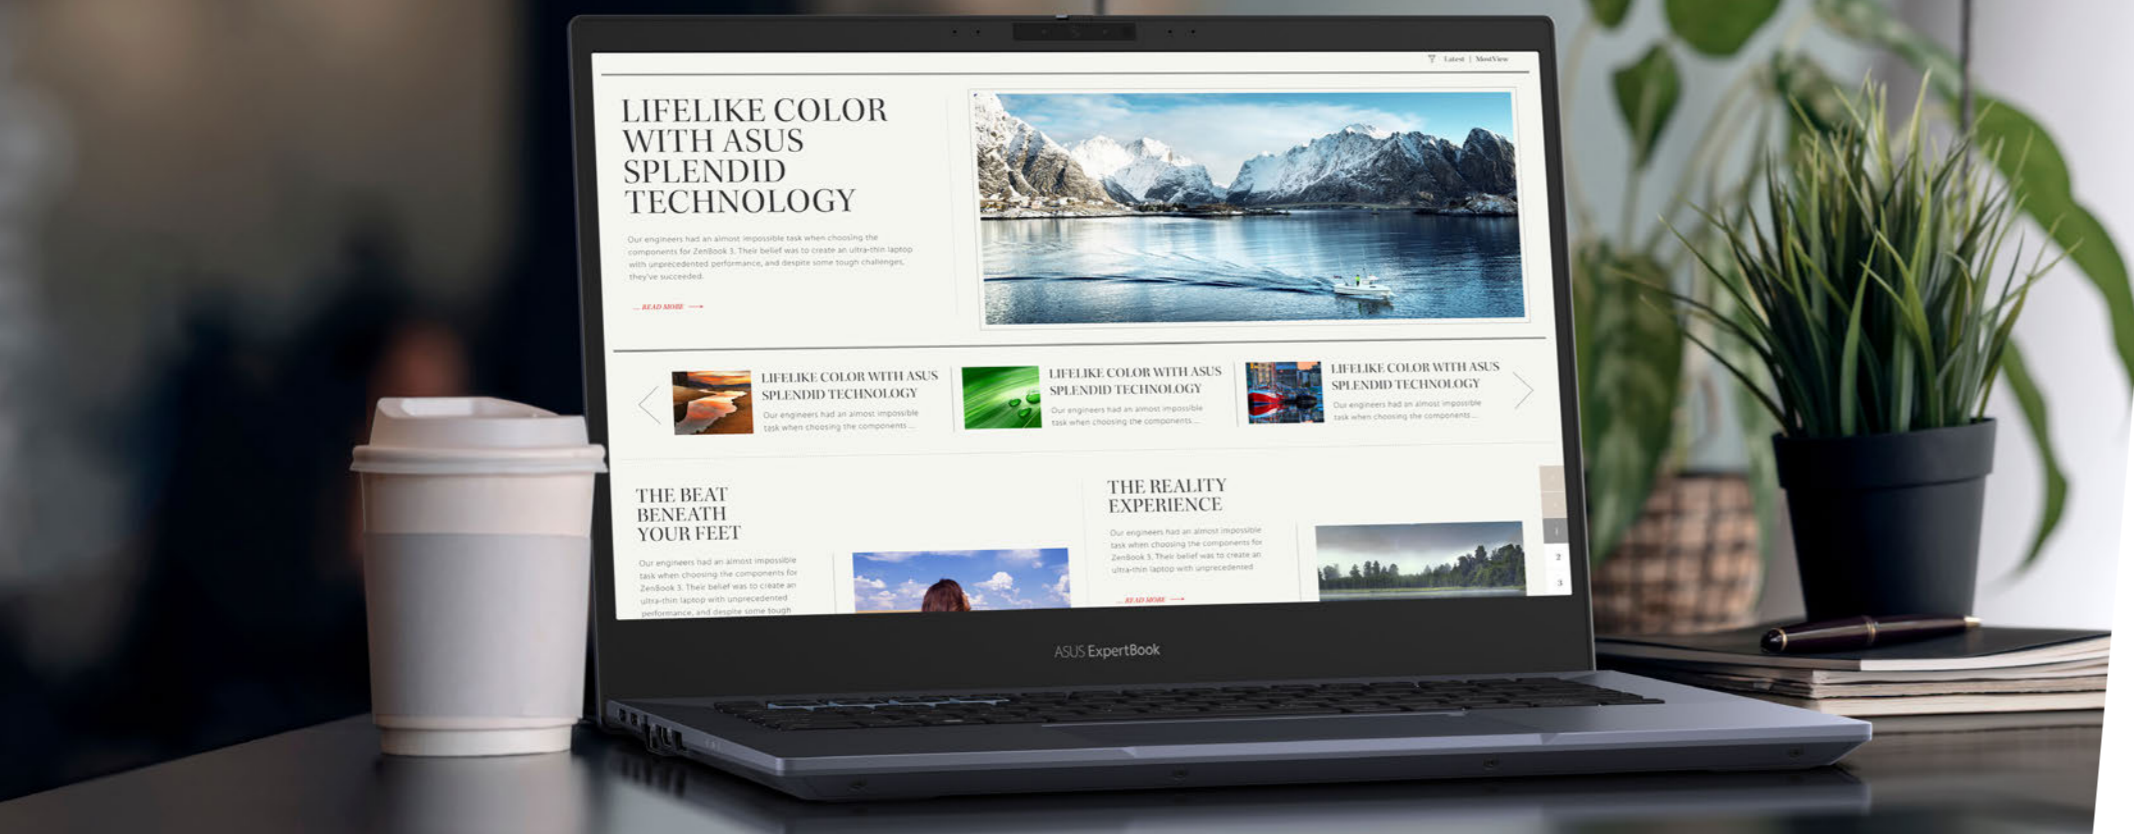 Latest | MostView
LIFELIKE COLOR
WITH ASUS
SPLENDID
TECHNOLOGY
Our engineers had an almost impossible task when choosing the
components for ZenBook 3. Their belief was to create an ultra-thin laptop
with unprecedented performance, and despite some tough challenges,
they've succeeded.
... READ MORE
LIFELIKE COLOR WITH ASUS
SPLENDID TECHNOLOGY
Our engineers had an almost impossible
task when choosing the components ...
LIFELIKE COLOR WITH ASUS
SPLENDID TECHNOLOGY
Our engineers had an almost impossible
task when choosing the components ...
LIFELIKE COLOR WITH ASUS
SPLENDID TECHNOLOGY
Our engineers had an almost impossible
task when choosing the components ...
THE BEAT
BENEATH
YOUR FEET
Our engineers had an almost impossible
task when choosing the components for
ZenBook 3. Their belief was to create an
ultra-thin laptop with unprecedented
performance, and despite some tough
THE REALITY
EXPERIENCE
Our engineers had an almost impossible
task when choosing the components for
ZenBook 3. Their belief was to create an
ultra-thin laptop with unprecedented
... READ MORE
1
2
3
ASUS ExpertBook